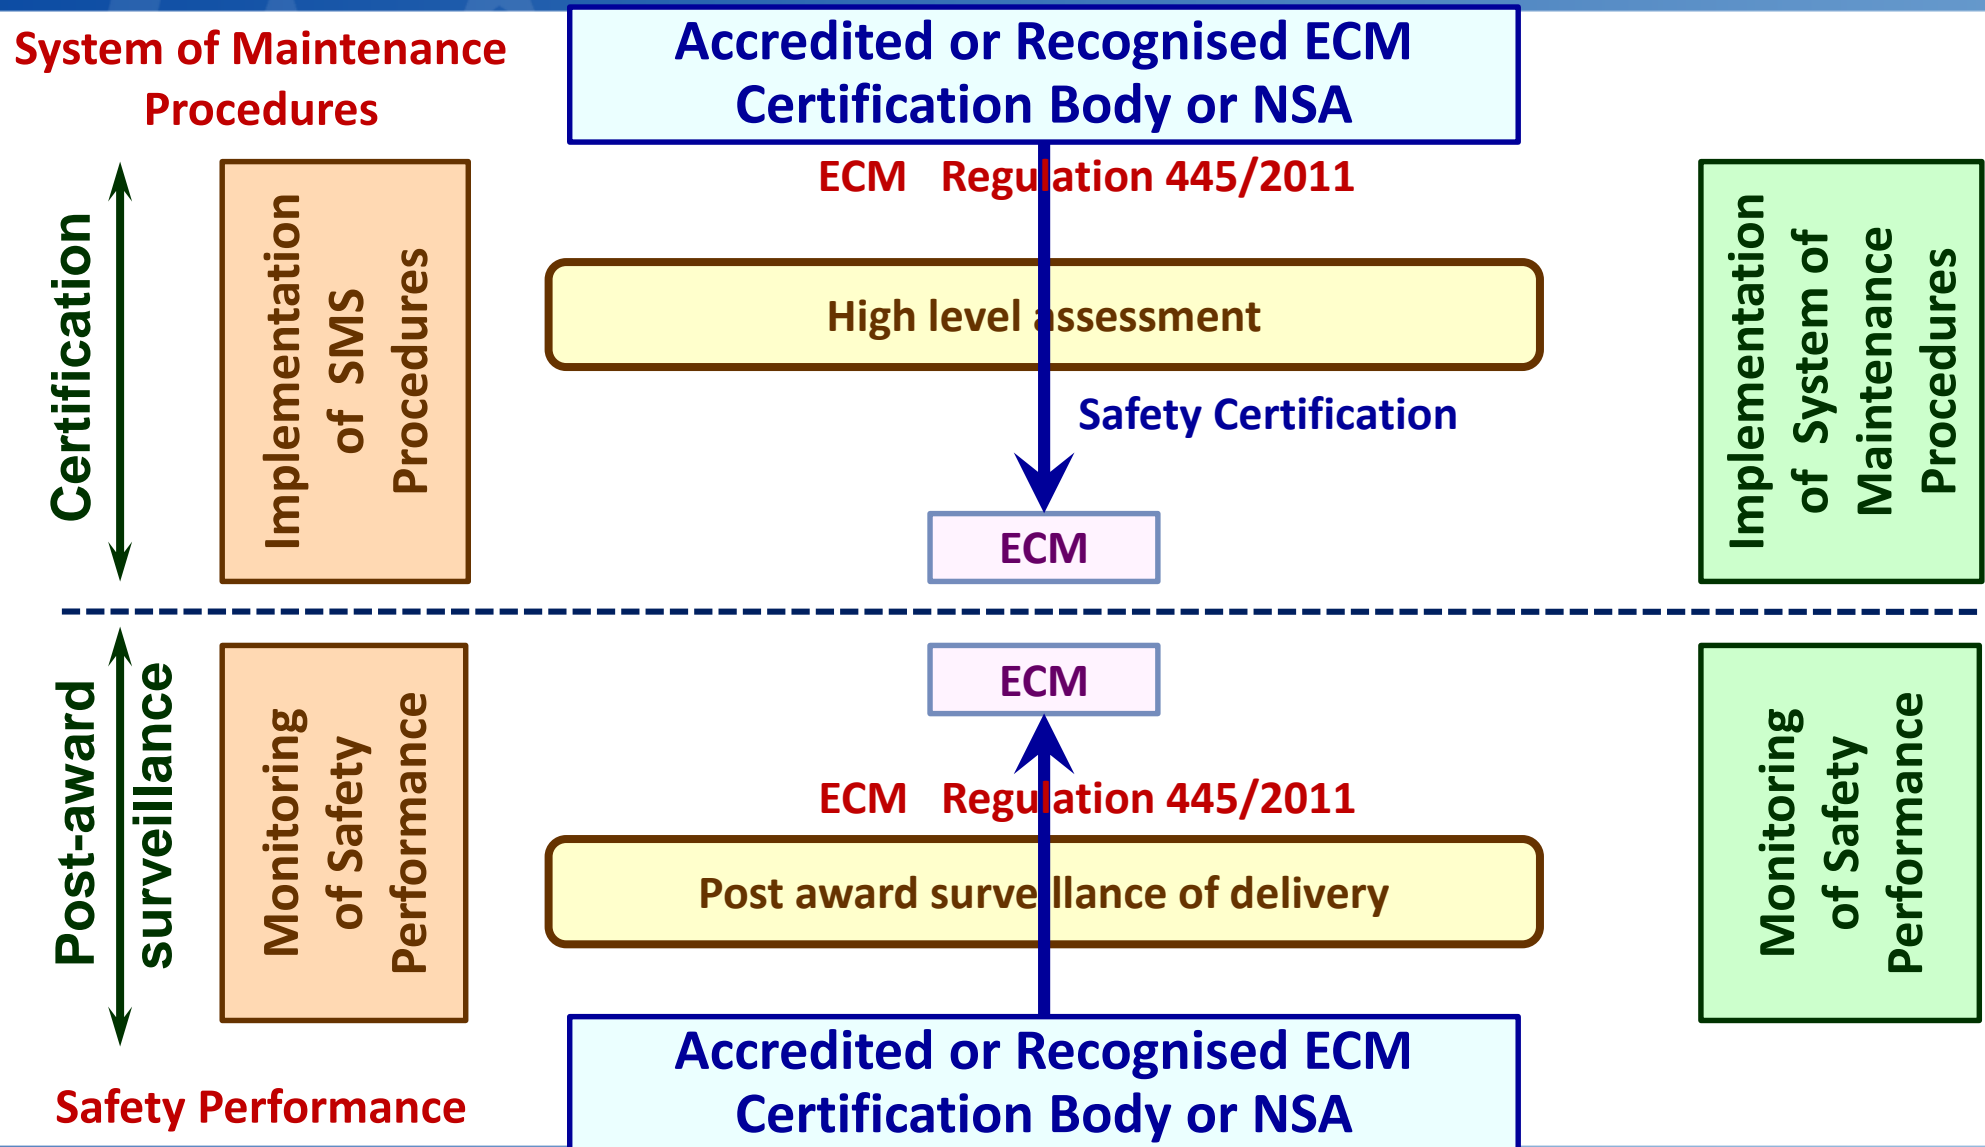 System of Maintenance
Procedures
Accredited or Recognised ECM
Certification Body or NSA
ECM Regulation 445/2011
Certification
Implementation
of SMS
Procedures
High level assessment
Safety Certification
ECM
Implementation
of System of
Maintenance
Procedures
Post-award
surveillance
Monitoring
of Safety
Performance
ECM
ECM Regulation 445/2011
Post award surveillance of delivery
Monitoring
of Safety
Performance
Safety Performance
Accredited or Recognised ECM
Certification Body or NSA